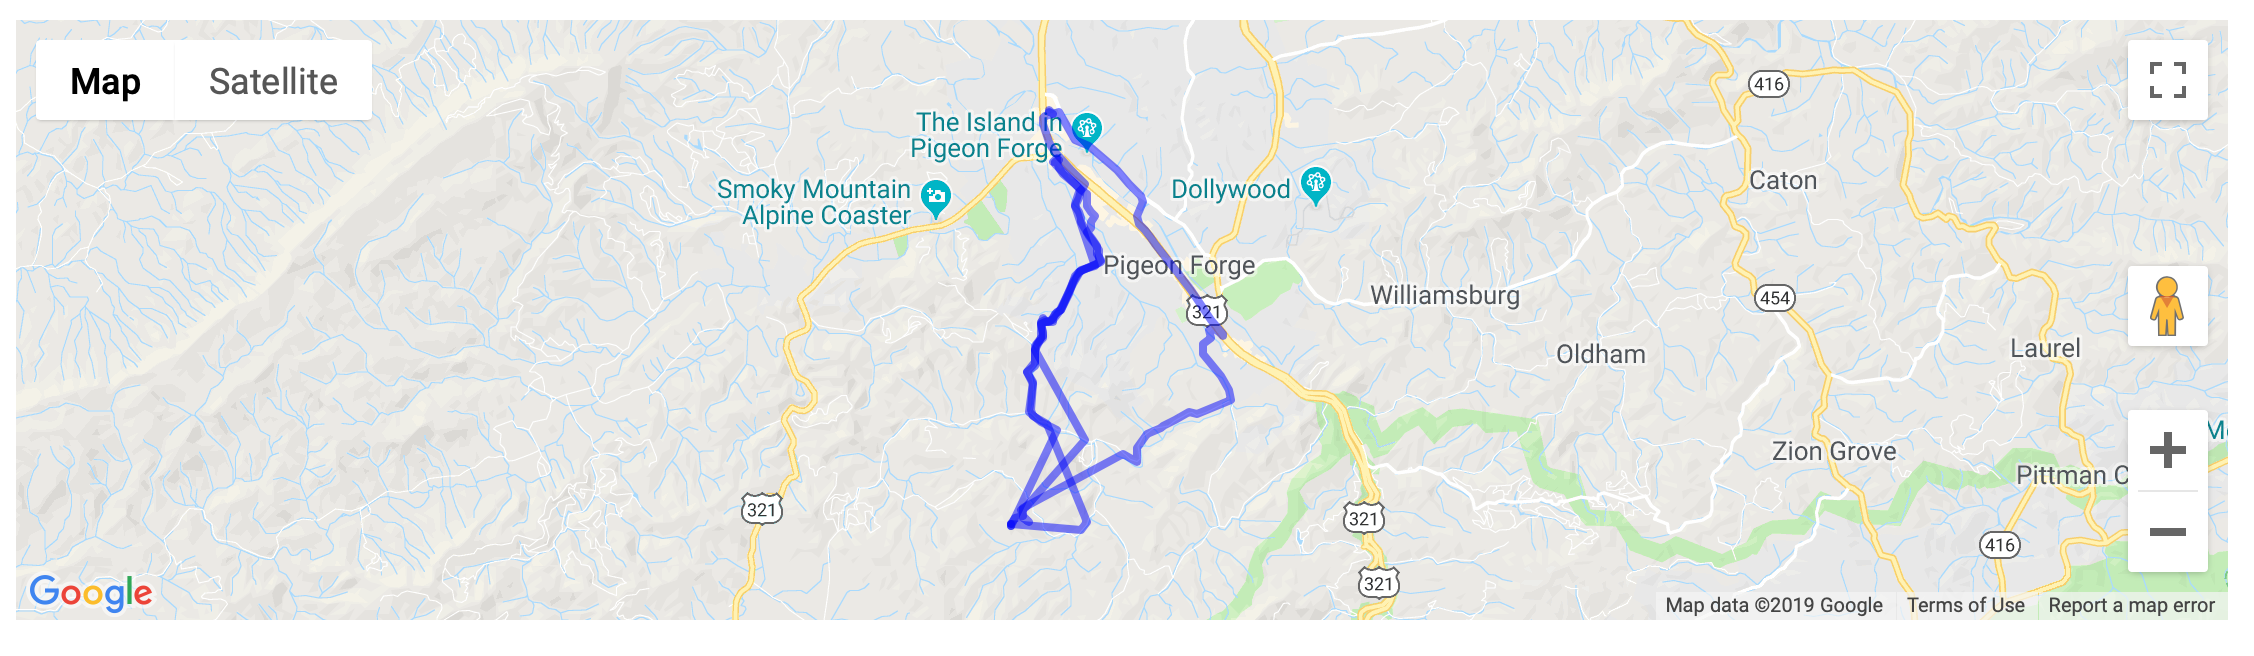 Map
Satellite
416
The Island in
Pigeon Forge
Smoky Mountain
Alpine Coaster
Dollywood
Caton
Pigeon Forge
Williamsburg
454
321
Oldham
Laurel
Zion Grove
Pittman C
321
321
416
321
Google
Map data ©2019 Google
Terms of Use
Report a map error